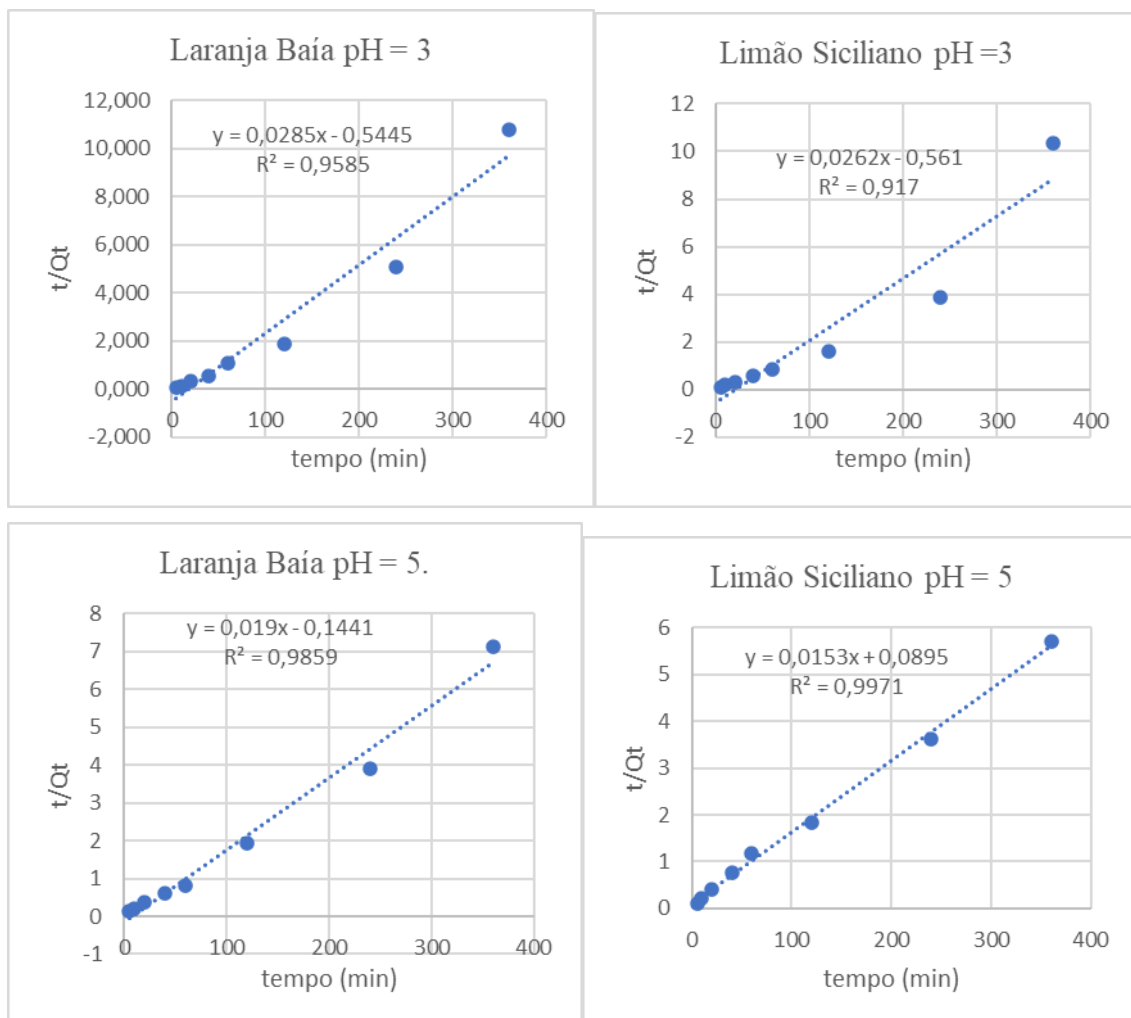 Laranja Baía pH = 3
12,000
10,000
8,000
6,000
4,000
2,000
0,000
-2,000
y = 0,0285x - 0,5445
R² = 0,9585
t/Qt
0 100 200 300 400
tempo (min)
Limão Siciliano pH =3
12
10
8
6
4
2
0
-2
y = 0,0262x - 0,561
R² = 0,917
t/Qt
0 100 200 300 400
tempo (min)
Laranja Baía pH = 5.
8
7
6
5
4
3
2
1
0
-1
y = 0,019x - 0,1441
R² = 0,9859
t/Qt
0 100 200 300 400
tempo (min)
Limão Siciliano pH = 5
6
5
4
3
2
1
0
y = 0,0153x + 0,0895
R² = 0,9971
t/Qt
0 100 200 300 400
tempo (min)